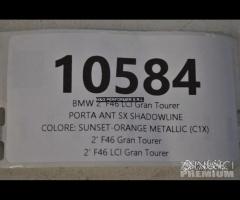 10584
BMW 2' F46 LCI Gran Tourer
PORTA ANT SX SHADOWLINE
COLORE: SUNSET-ORANGE METALLIC (C1X)
2' F46 Gran Tourer
2' F46 LCI Gran Tourer
PREMIUM